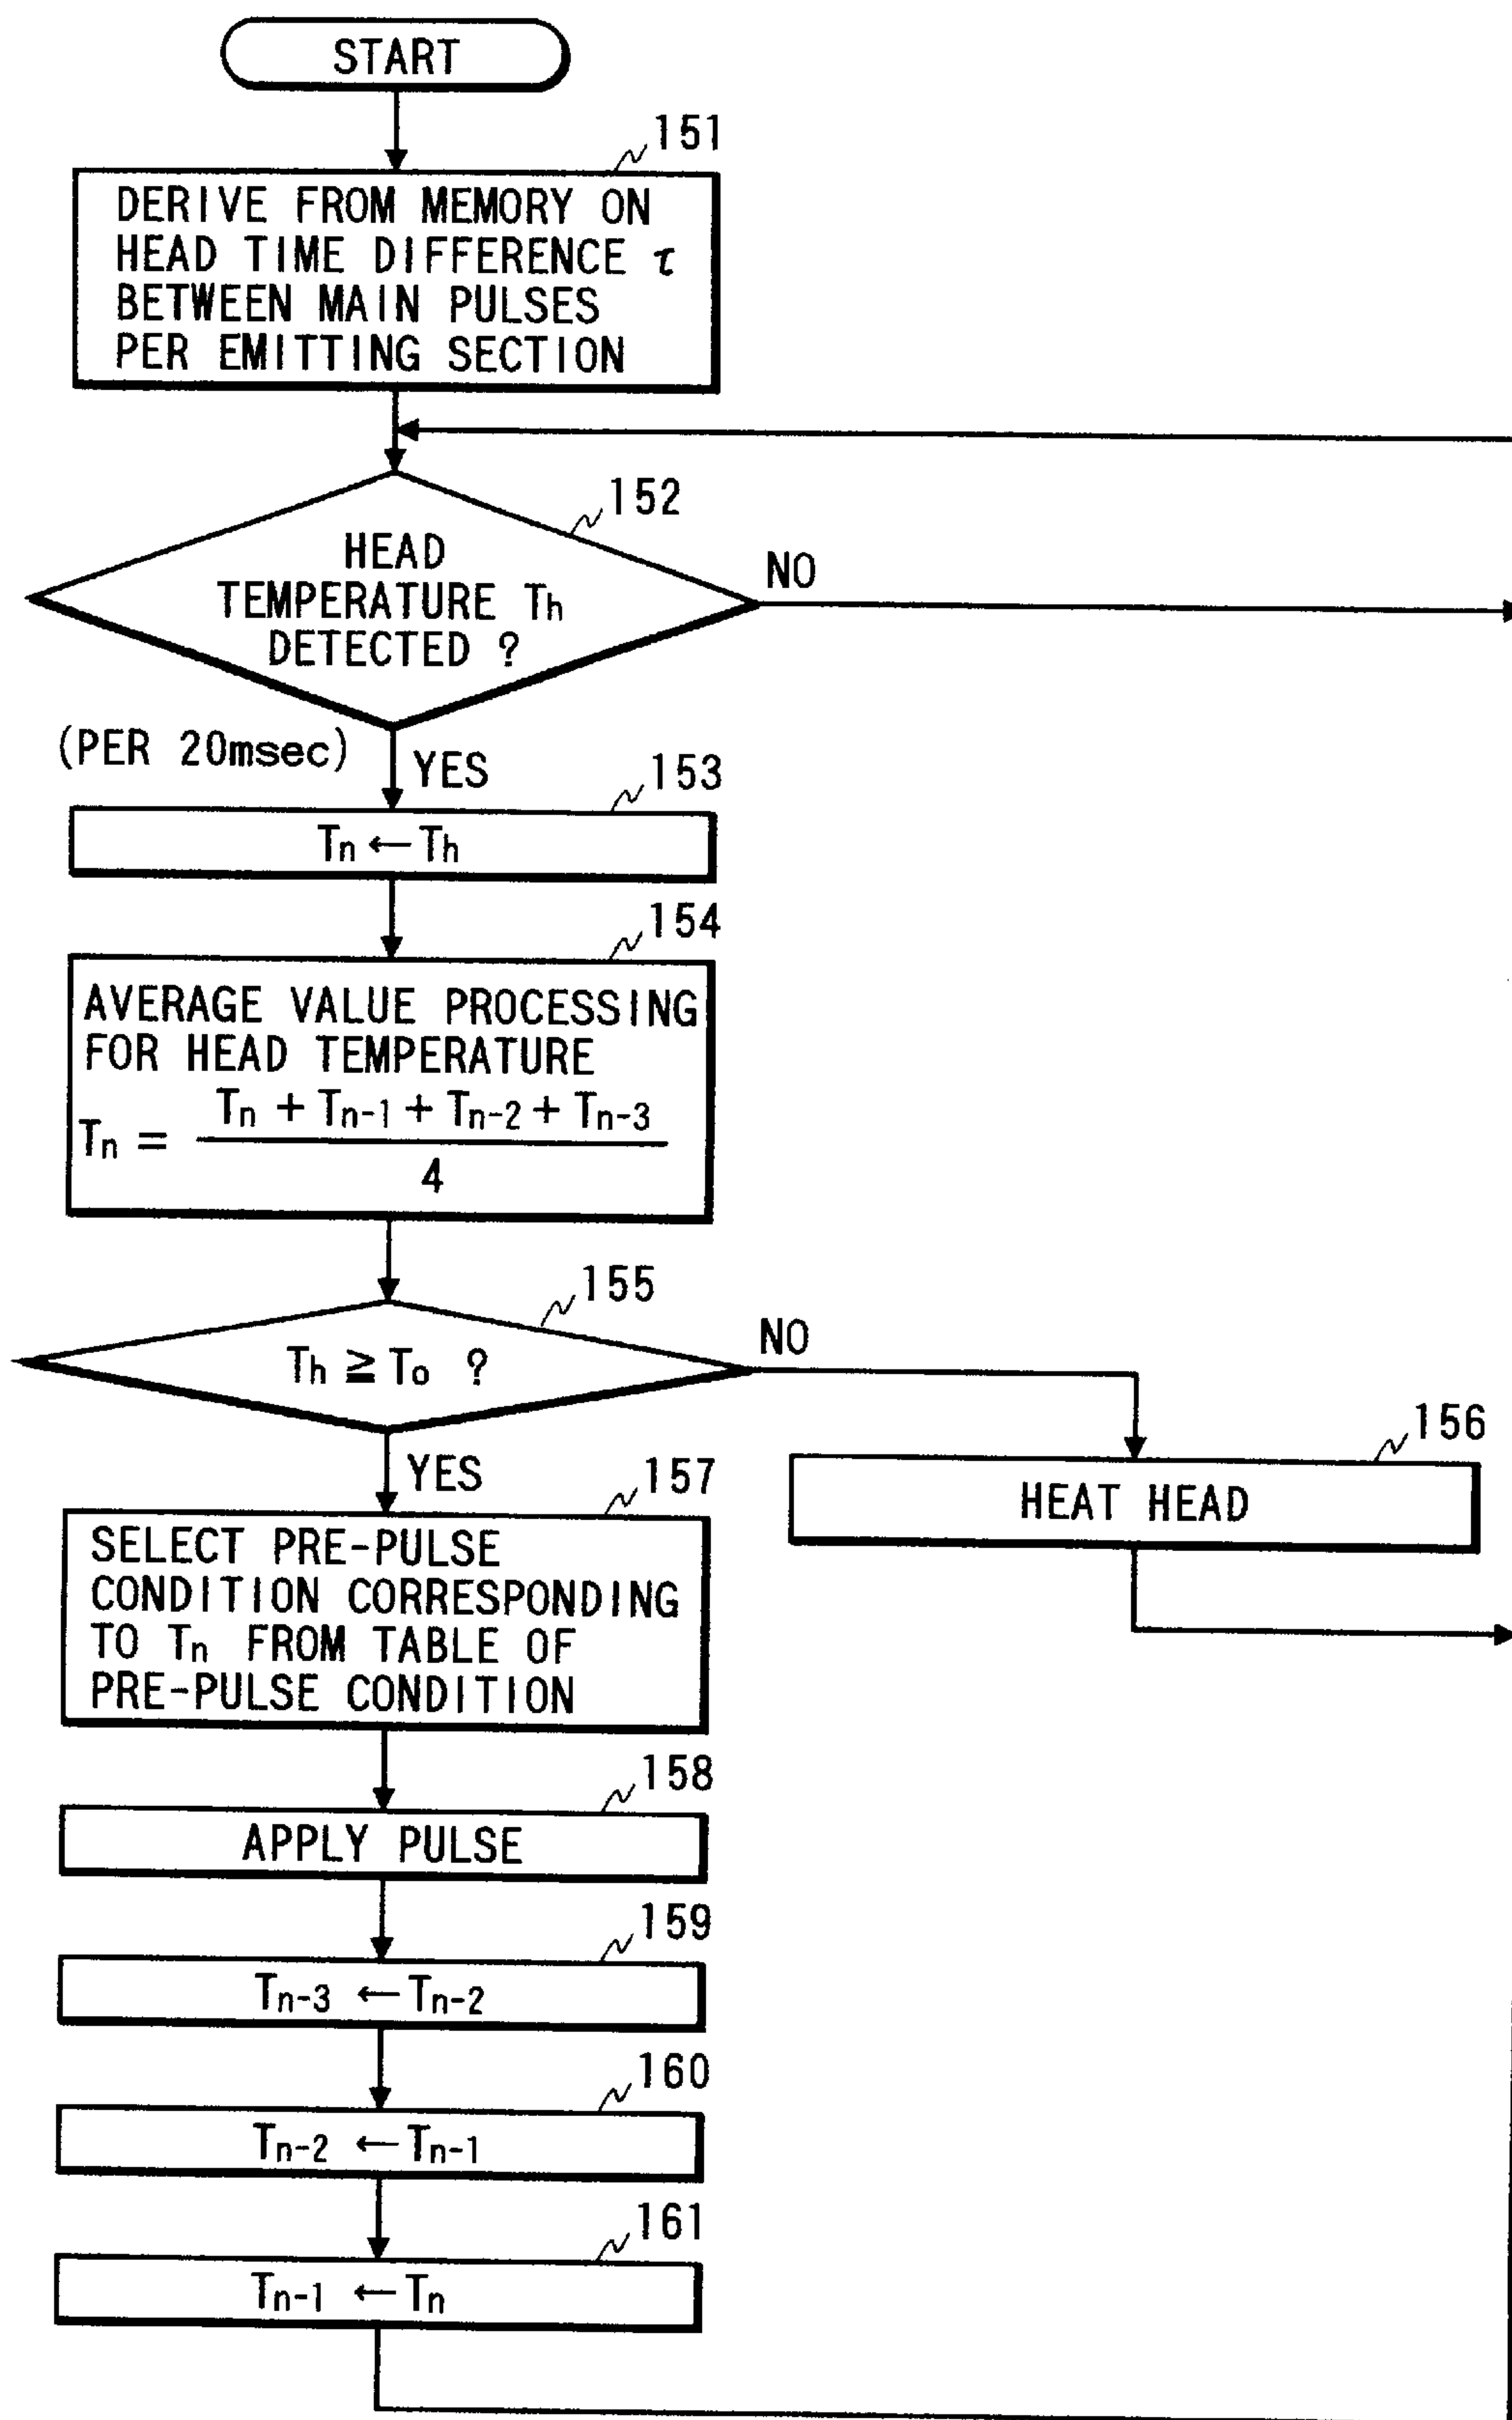 START
151
DERIVE FROM MEMORY ON
HEAD TIME DIFFERENCE τ
BETWEEN MAIN PULSES
PER EMITTING SECTION
152
HEAD
TEMPERATURE Th
DETECTED ?
NO
(PER 20msec)
YES
153
Tn ← Th
154
AVERAGE VALUE PROCESSING
FOR HEAD TEMPERATURE
Tn = (Tn + Tn-1 + Tn-2 + Tn-3) / 4
155
Th ≧ To ?
NO
156
HEAT HEAD
YES
157
SELECT PRE-PULSE
CONDITION CORRESPONDING
TO Tn FROM TABLE OF
PRE-PULSE CONDITION
158
APPLY PULSE
159
Tn-3 ← Tn-2
160
Tn-2 ← Tn-1
161
Tn-1 ← Tn